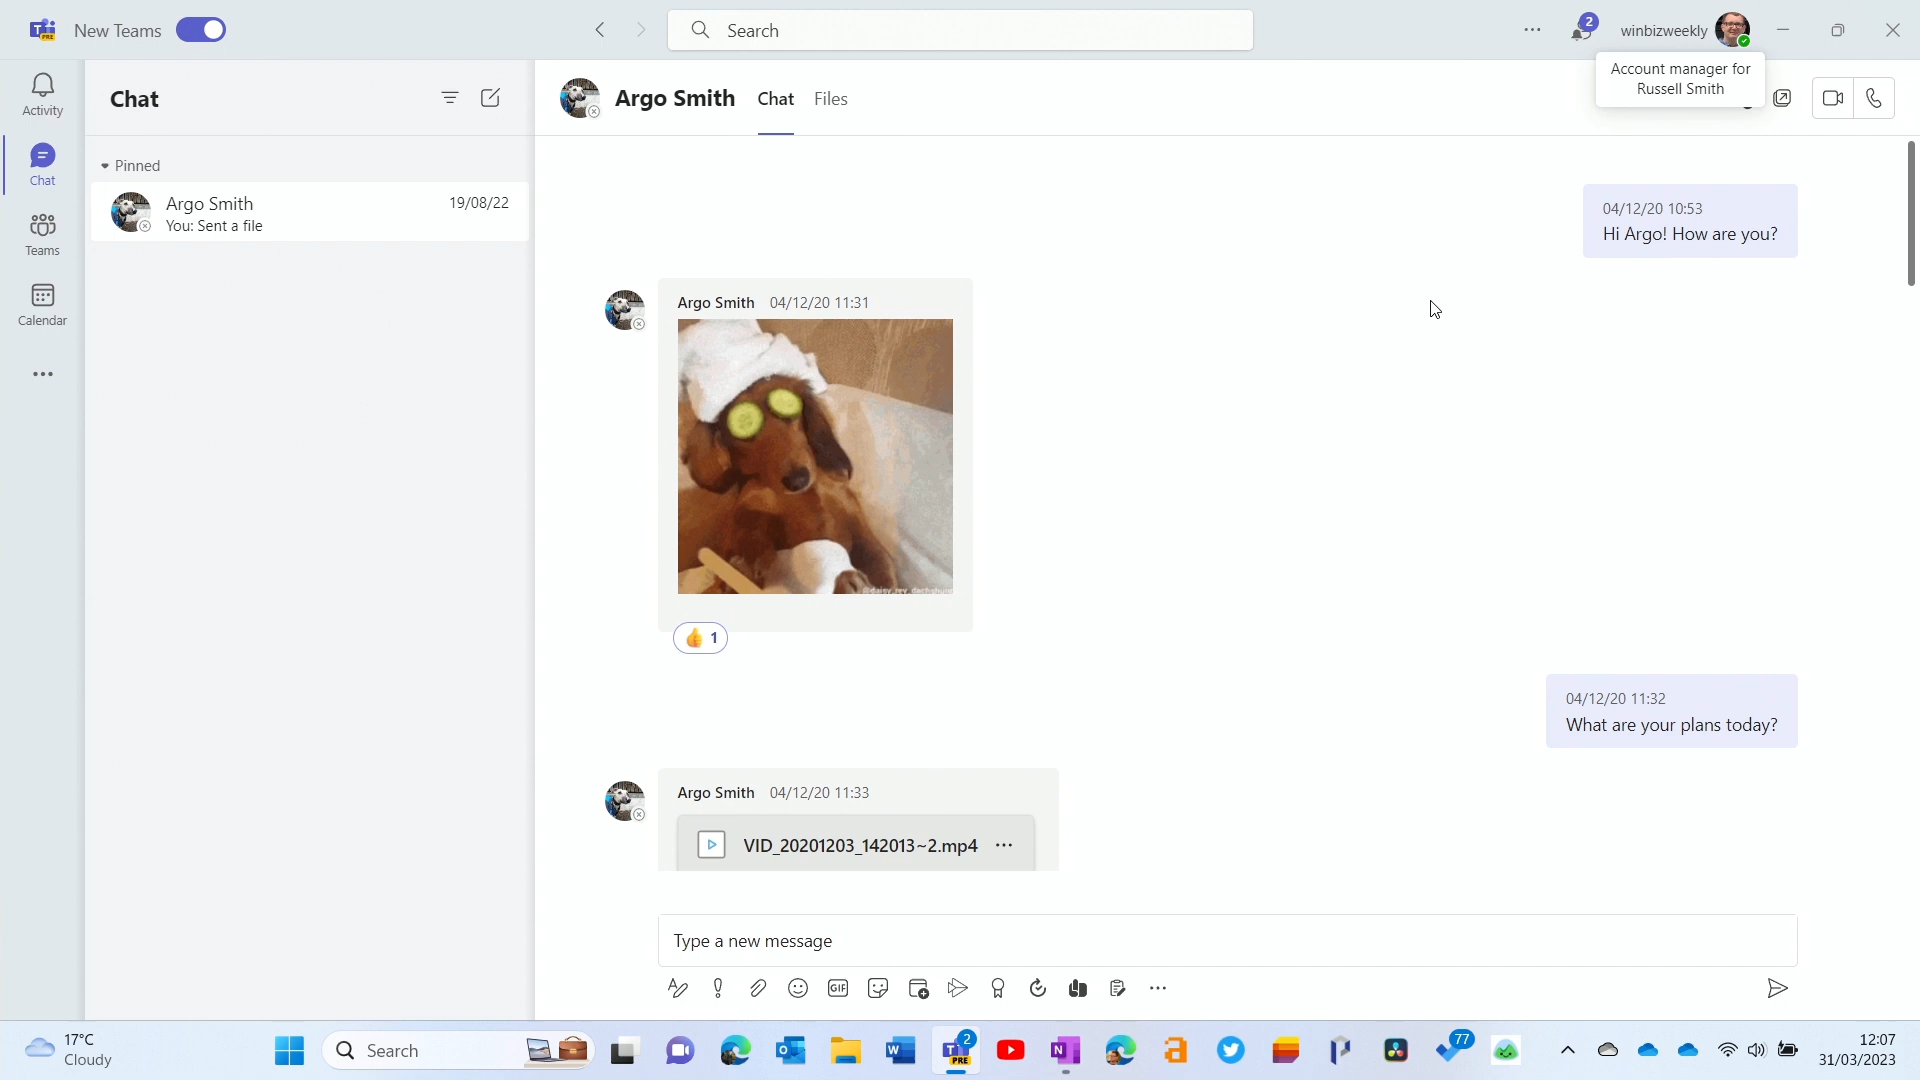 New Teams
Search
2
winbizweekly
Account manager for
Russell Smith
Activity
Chat
Teams
Calendar
Chat
Pinned
Argo Smith
19/08/22
You: Sent a file
Argo Smith
Chat
Files
04/12/20 10:53
Hi Argo! How are you?
Argo Smith 04/12/20 11:31
@daisy_rey_dachshund
👍 1
04/12/20 11:32
What are your plans today?
Argo Smith 04/12/20 11:33
VID_20201203_142013~2.mp4
Type a new message
GIF
17°C
Cloudy
Search
2
PRE
77
12:07
31/03/2023